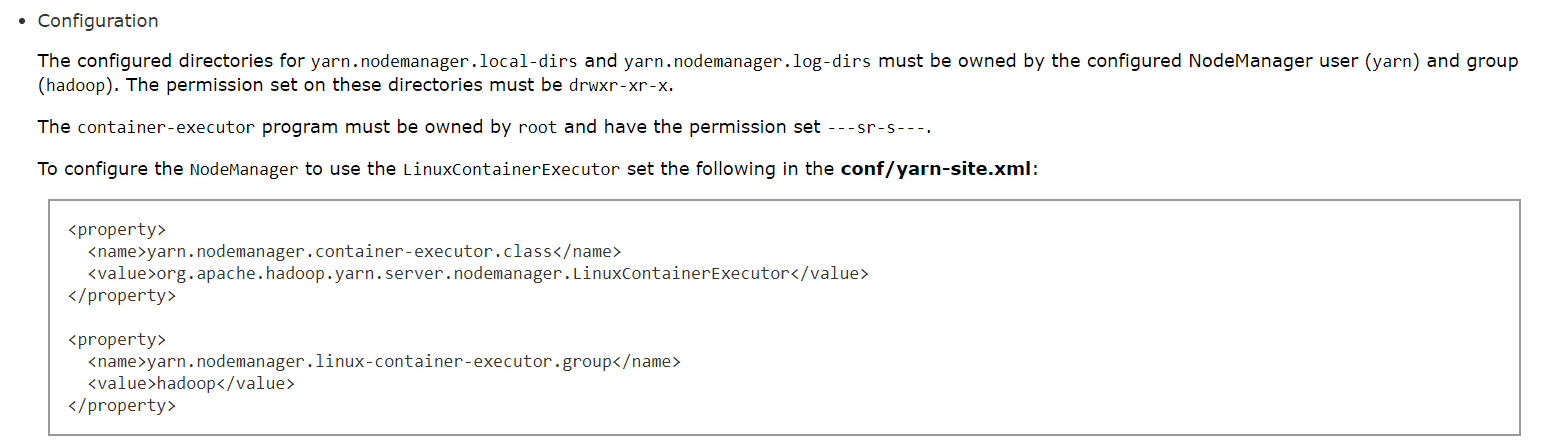 • Configuration
The configured directories for yarn.nodemanager.local-dirs and yarn.nodemanager.log-dirs must be owned by the configured NodeManager user (yarn) and group
(hadoop). The permission set on these directories must be drwxr-xr-x.
The container-executor program must be owned by root and have the permission set ---sr-s---.
To configure the NodeManager to use the LinuxContainerExecutor set the following in the conf/yarn-site.xml:
<property>
  <name>yarn.nodemanager.container-executor.class</name>
  <value>org.apache.hadoop.yarn.server.nodemanager.LinuxContainerExecutor</value>
</property>
<property>
  <name>yarn.nodemanager.linux-container-executor.group</name>
  <value>hadoop</value>
</property>